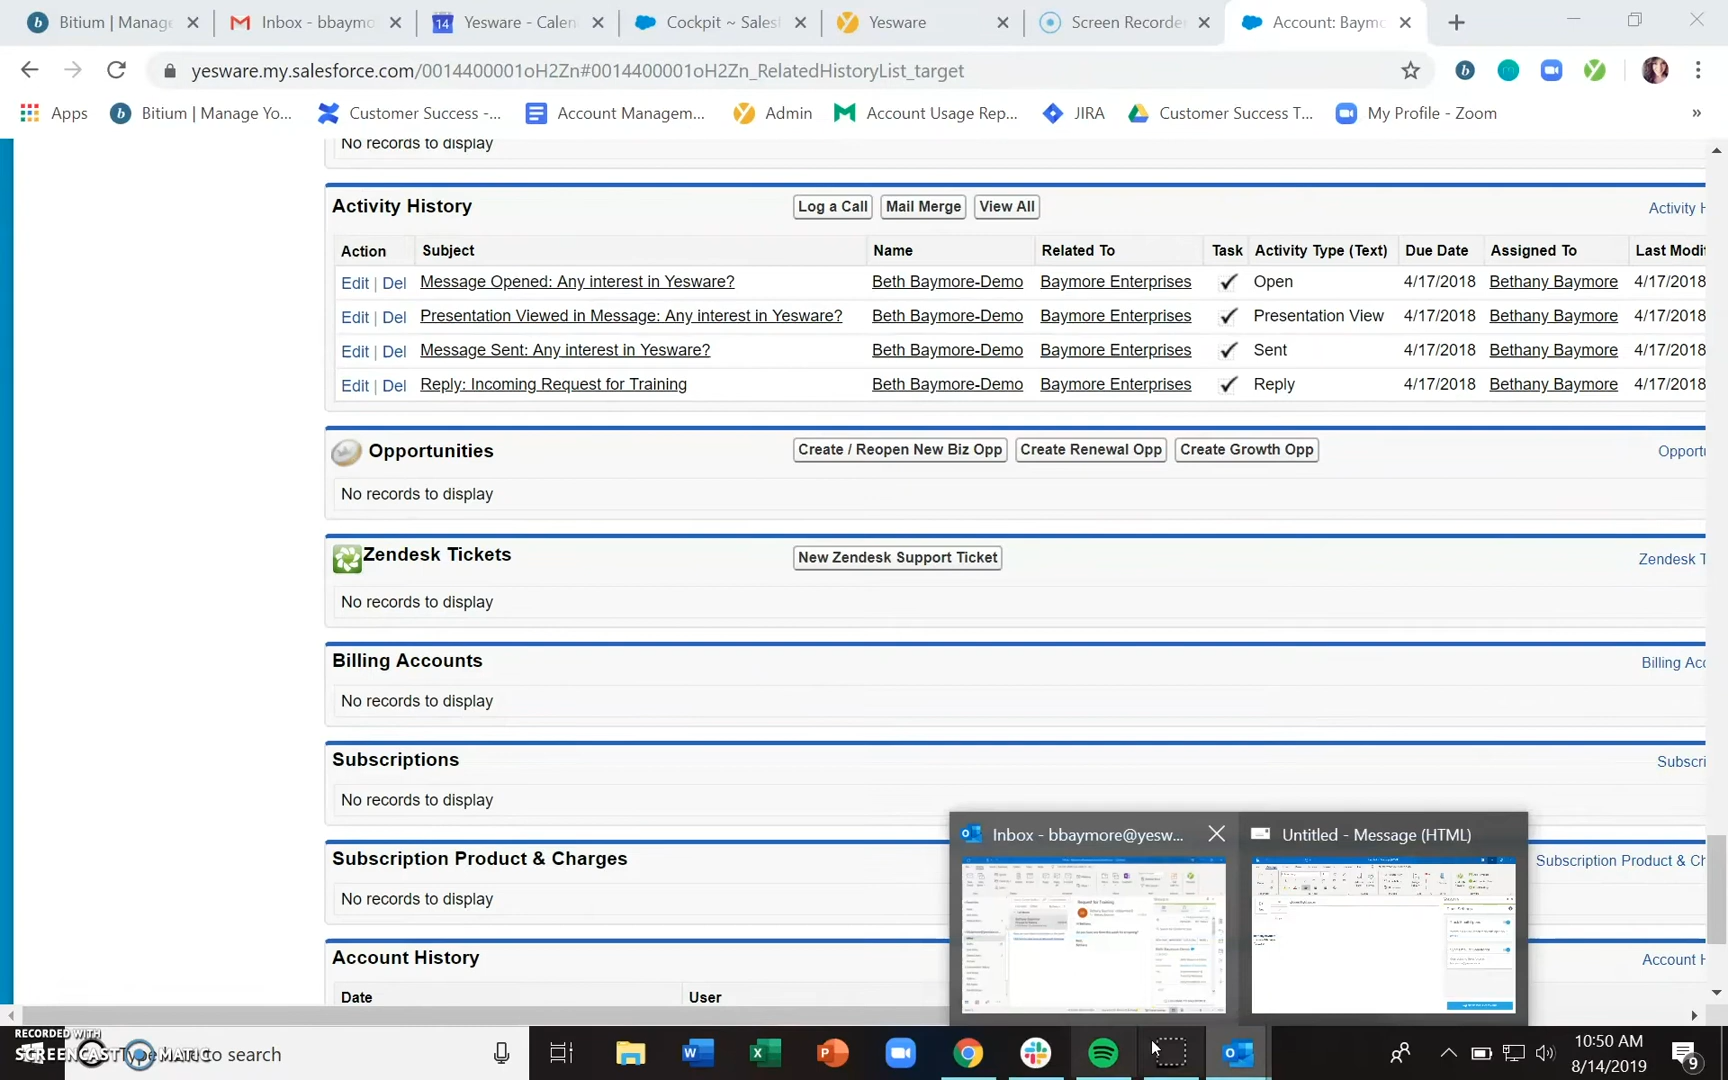 Bitium | Manage
Inbox - bbaymo
Yesware - Calen
Cockpit ~ Sales
Yesware
Screen Recorder
Account: Baymo
yesware.my.salesforce.com/0014400001oH2Zn#0014400001oH2Zn_RelatedHistoryList_target
Apps
Bitium | Manage Yo...
Customer Success -...
Account Managem...
Admin
Account Usage Rep...
JIRA
Customer Success T...
My Profile - Zoom
»
No records to display
Activity History
Log a Call
Mail Merge
View All
Activity H
Action
Subject
Name
Related To
Task
Activity Type (Text)
Due Date
Assigned To
Last Modi
Edit | Del
Message Opened: Any interest in Yesware?
Beth Baymore-Demo
Baymore Enterprises
Open
4/17/2018
Bethany Baymore
4/17/2018
Edit | Del
Presentation Viewed in Message: Any interest in Yesware?
Beth Baymore-Demo
Baymore Enterprises
Presentation View
4/17/2018
Bethany Baymore
4/17/2018
Edit | Del
Message Sent: Any interest in Yesware?
Beth Baymore-Demo
Baymore Enterprises
Sent
4/17/2018
Bethany Baymore
4/17/2018
Edit | Del
Reply: Incoming Request for Training
Beth Baymore-Demo
Baymore Enterprises
Reply
4/17/2018
Bethany Baymore
4/17/2018
Opportunities
Create / Reopen New Biz Opp
Create Renewal Opp
Create Growth Opp
Opportu
No records to display
Zendesk Tickets
New Zendesk Support Ticket
Zendesk T
No records to display
Billing Accounts
Billing Acc
No records to display
Subscriptions
Subscri
No records to display
Subscription Product & Charges
Subscription Product & Ch
No records to display
Account History
Account H
Date
User
Inbox - bbaymore@yesw...
Untitled - Message (HTML)
RECORDED WITH
SCREENCAST MATIC
to search
10:50 AM
8/14/2019
9